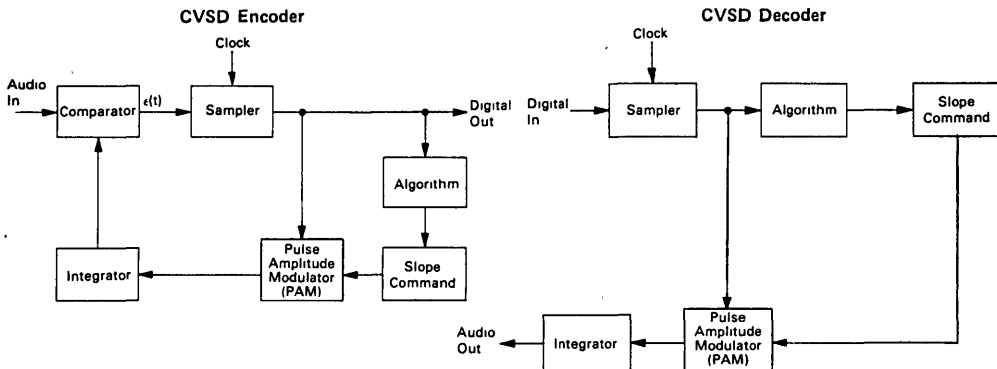 CVSD Encoder
Clock
Audio
In
Comparator
ϵ(t)
Sampler
Digital
Out
Algorithm
Integrator
Pulse
Amplitude
Modulator
(PAM)
Slope
Command
CVSD Decoder
Clock
Digital
In
Sampler
Algorithm
Slope
Command
Audio
Out
Integrator
Pulse
Amplitude
Modulator
(PAM)